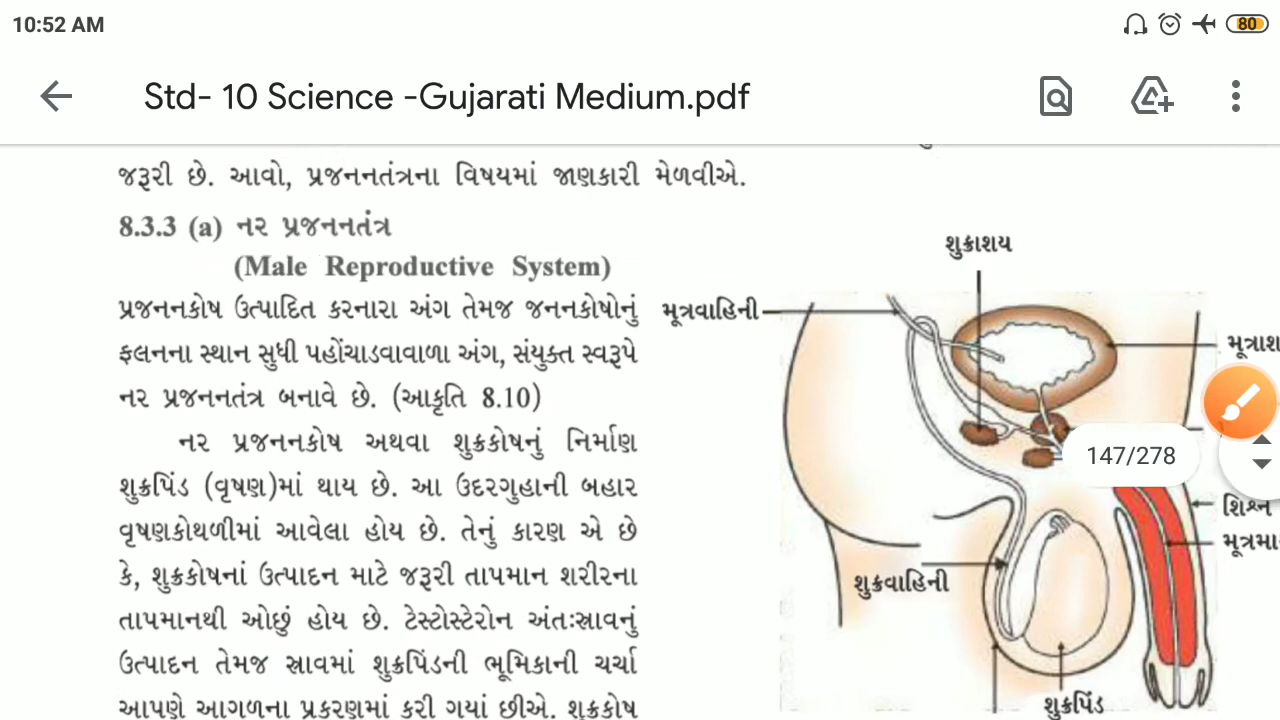 10:52 AM
80
Std- 10 Science -Gujarati Medium.pdf
જરૂરી છે. આવો, પ્રજનનતંત્રના વિષયમાં જાણકારી મેળવીએ.
8.3.3 (a) નર પ્રજનનતંત્ર
(Male Reproductive System)
પ્રજનનકોષ ઉત્પાદિત કરનારા અંગ તેમજ જનનકોષોનું
ફલનના સ્થાન સુધી પહોંચાડવાવાળા અંગ, સંયુક્ત સ્વરૂપે
નર પ્રજનનતંત્ર બનાવે છે. (આકૃતિ 8.10)
નર પ્રજનનકોષ અથવા શુક્રકોષનું નિર્માણ
શુક્રપિંડ (વૃષણ)માં થાય છે. આ ઉદરગુહાની બહાર
વૃષણકોથળીમાં આવેલા હોય છે. તેનું કારણ એ છે
કે, શુક્રકોષનાં ઉત્પાદન માટે જરૂરી તાપમાન શરીરના
તાપમાનથી ઓછું હોય છે. ટેસ્ટોસ્ટેરોન અંતઃસ્રાવનું
ઉત્પાદન તેમજ સ્રાવમાં શુક્રપિંડની ભૂમિકાની ચર્ચા
આપણે આગળના પ્રકરણમાં કરી ગયાં છીએ. શુક્રકોષ
શુક્રાશય
મૂત્રવાહિની
મૂત્રાશ
147/278
શિશ્ન
મૂત્રમા
શુક્રવાહિની
શુક્રપિંડ